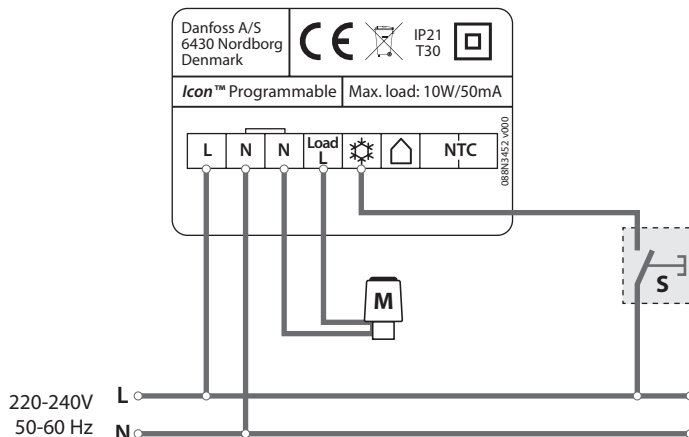 Danfoss A/S
6430 Nordborg
Denmark
CE
IP21
T30
Icon™ Programmable
Max. load: 10W/50mA
L N N Load L NTC
088N3452 v000
M
S
220-240V
50-60 Hz
L
N